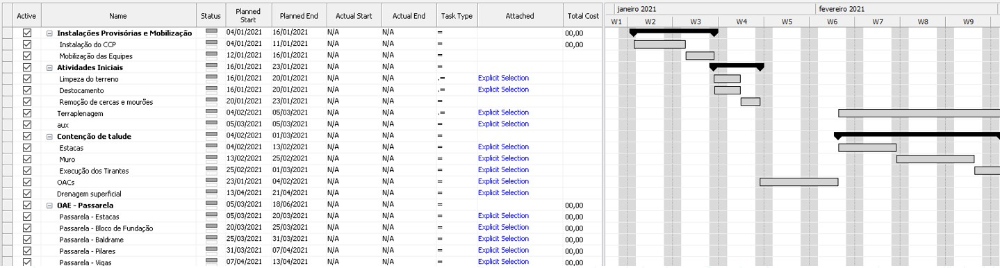 Active Name Status Planned Start Planned End Actual Start Actual End Task Type Attached Total Cost
janeiro 2021 fevereiro 2021
W1 W2 W3 W4 W5 W6 W7 W8 W9
Instalações Provisórias e Mobilização 04/01/2021 16/01/2021 N/A N/A = 00,00
Instalação do CCP 04/01/2021 11/01/2021 N/A N/A = 00,00
Mobilização das Equipes 12/01/2021 16/01/2021 N/A N/A =
Atividades Iniciais 16/01/2021 23/01/2021 N/A N/A =
Limpeza do terreno 16/01/2021 20/01/2021 N/A N/A .= Explicit Selection
Destocamento 16/01/2021 20/01/2021 N/A N/A .= Explicit Selection
Remoção de cercas e mourões 20/01/2021 23/01/2021 N/A N/A =
Terraplenagem 04/02/2021 05/03/2021 N/A N/A .= Explicit Selection
aux 05/03/2021 05/03/2021 N/A N/A = Explicit Selection
Contenção de talude 04/02/2021 01/03/2021 N/A N/A =
Estacas 04/02/2021 13/02/2021 N/A N/A = Explicit Selection
Muro 13/02/2021 25/02/2021 N/A N/A = Explicit Selection
Execução dos Tirantes 25/02/2021 01/03/2021 N/A N/A = Explicit Selection
OACs 23/01/2021 04/02/2021 N/A N/A = Explicit Selection
Drenagem superficial 13/04/2021 21/04/2021 N/A N/A = Explicit Selection
OAE - Passarela 05/03/2021 18/06/2021 N/A N/A = 00,00
Passarela - Estacas 05/03/2021 20/03/2021 N/A N/A = Explicit Selection 00,00
Passarela - Bloco de Fundação 20/03/2021 25/03/2021 N/A N/A = Explicit Selection 00,00
Passarela - Baldrame 25/03/2021 31/03/2021 N/A N/A = Explicit Selection 00,00
Passarela - Pilares 31/03/2021 07/04/2021 N/A N/A = Explicit Selection 00,00
Passarela - Vigas 07/04/2021 13/04/2021 N/A N/A = Explicit Selection 00,00